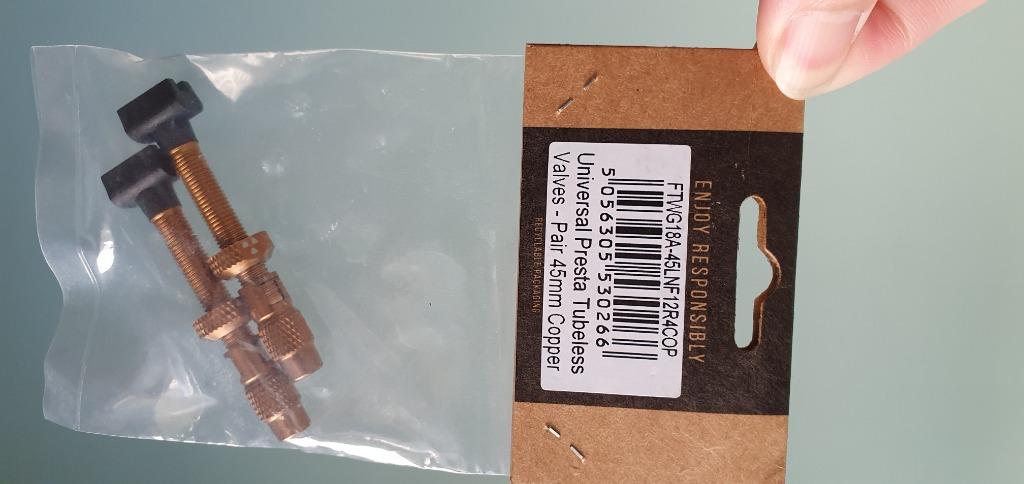 ENJOY RESPONSIBLY
FTWG18A-45LNF12R4COP
5 056305 530266
Universal Presta Tubeless
Valves - Pair 45mm Copper
RECYCLABLE PACKAGING